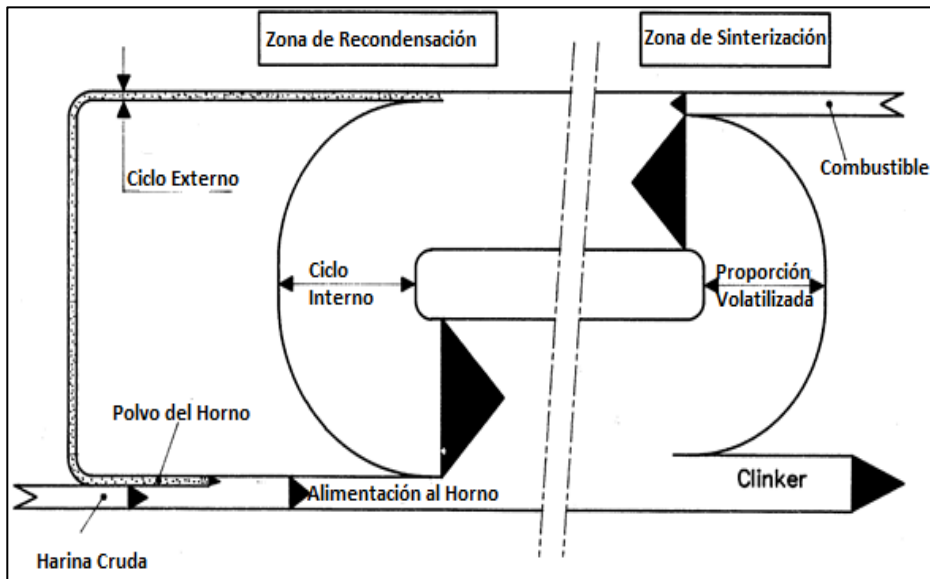 Zona de Recondensación
Zona de Sinterización
Combustible
Ciclo Externo
Ciclo
Interno
Proporción
Volatilizada
Polvo del Horno
Alimentación al Horno
Clinker
Harina Cruda